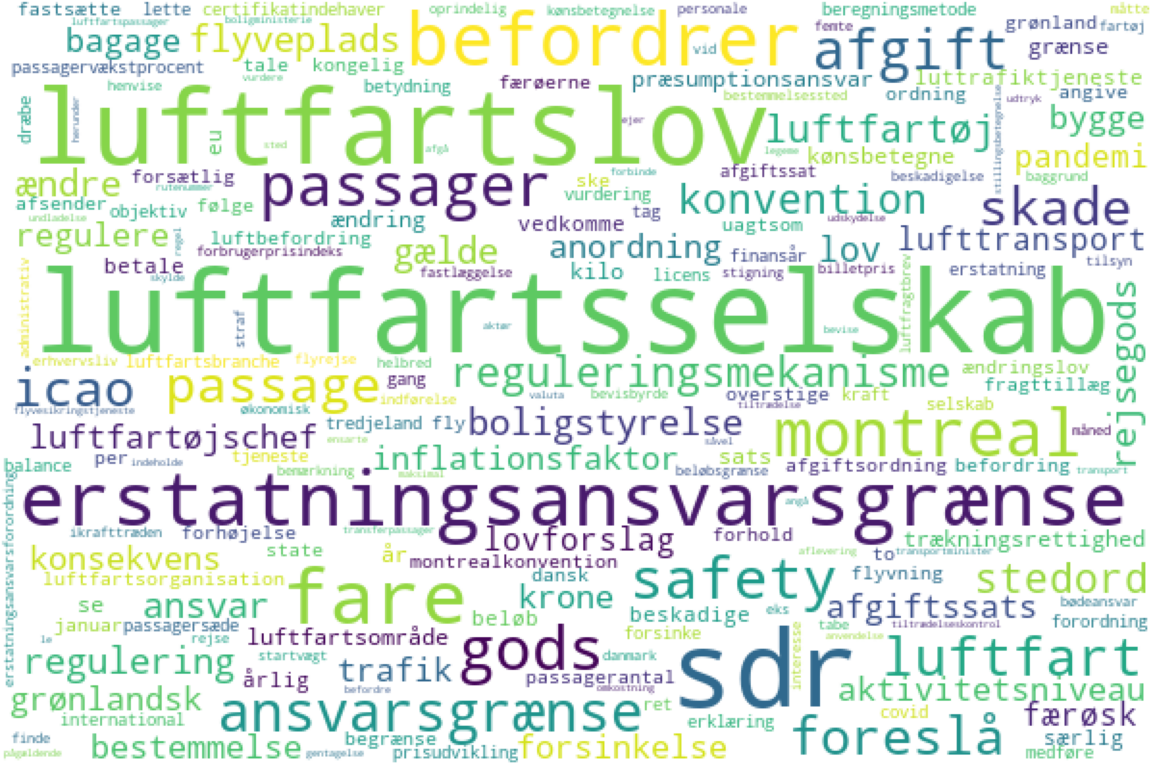 fastsætte lette certifikatindehaver oprindelig kønsbetegnelse personale beregningsmetode grønland måtte
boligministerie femte fartøj
luftfartspassager
bagage flyveplads befordrer vid afgift grænse
passagervækstprocent tale kongelig færøerne præsumptionsansvar luftrafiktjeneste
henvise vurdere betydning bestemmelsessted ordning udtryk angive
dræbe herunder luftfartslov ejer luftfartøj bygge
eu sted afgå legeme kønsbetegne stillingsbetegnelse pandemi
ændre forsætlig passager ske forbinde afgiftssat beskadigelse baggrund
afsender rutenummer vurdering konvention skade
undladelse objektiv følge ændring vedkomme tag uagtsom udskydelse
regulere regel luftbefordring gælde anordning finansår lov lufttransport
forbrugerprisindeks
betale skylde fastlæggelse kilo licens stigning billetpris erstatning tilsyn
administrativ straf luftfartsselskab aktør bevise luftfragtbrev rejsegods
erhvervsliv luftfartsbranche flyrejse helbred reguleringsmekanisme ændringslov
icao passage gang indførelse bevisbyrde overstige kraft fragttillæg
flyvesikringstjeneste økonomisk valuta tiltrædelse selskab
luftfartøjschef tredjeland fly boligstyrelse montreal måned
ensarte såvel
balance per indeholde tjeneste inflationsfaktor sats afgiftsordning befordring
bemærkning maksimal beløbsgrænse transport
erstatningsansvarsforordning erstatningsansvarsgrænse angå
ikrafttræden forhøjelse transferpassager lovforslag forhold trækningsrettighed
konsekvens state år montrealkonvention aflevering to transportminister
luftfartsorganisation fare dansk safety flyvning stedord
se ansvar beløb krone beskadige eks afgiftssats bødeansvar
januar passagersæde tabe tiltrædelseskontrol forordning
le rejse luftfartsområde gods forsinke sdr interesse anvendelse
regulering startvægt trafik danmark luftfart
årlig befordre passagerantal omkostning aktivitetsniveau
grønlandsk ansvarsgrænse ret covid færøsk
international erklæring
finde begrænse foreslå særlig
pågældende bestemmelse gentagelse prisudvikling forsinkelse medføre